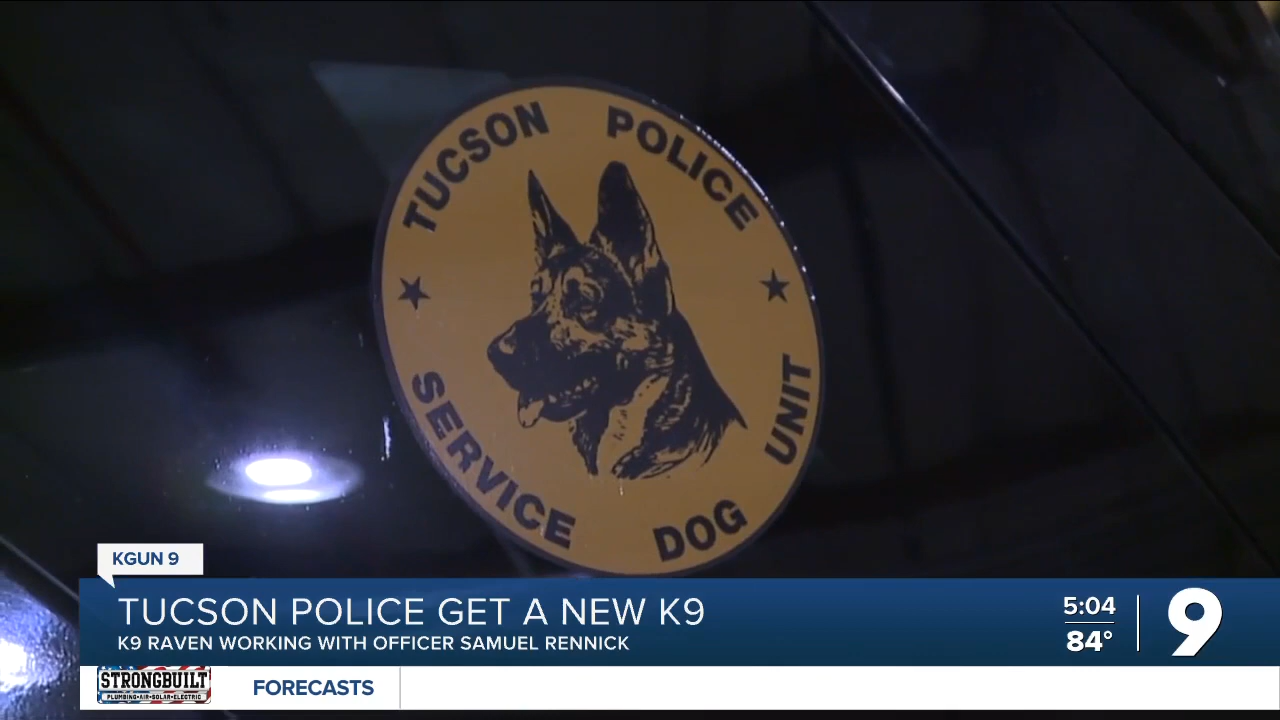 TUCSON POLICE
SERVICE DOG UNIT
KGUN 9
TUCSON POLICE GET A NEW K9
K9 RAVEN WORKING WITH OFFICER SAMUEL RENNICK
5:04
84°
9
STRONGBUILT
PLUMBING•AIR•SOLAR•ELECTRIC
FORECASTS